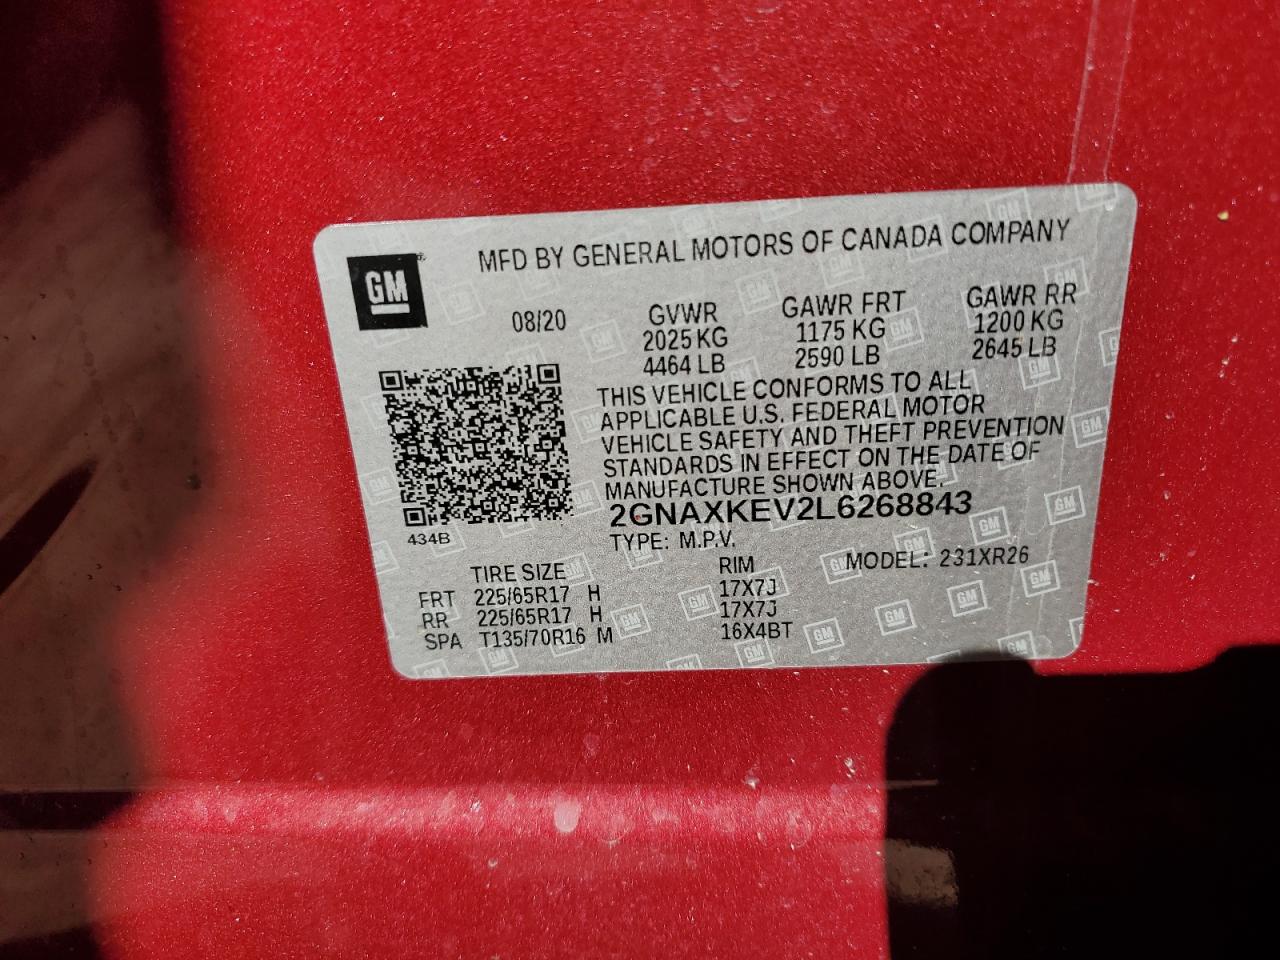 MFD BY GENERAL MOTORS OF CANADA COMPANY
GM
08/20
GVWR
2025 KG
4464 LB
GAWR FRT
1175 KG
2590 LB
GAWR RR
1200 KG
2645 LB
THIS VEHICLE CONFORMS TO ALL
APPLICABLE U.S. FEDERAL MOTOR
VEHICLE SAFETY AND THEFT PREVENTION
STANDARDS IN EFFECT ON THE DATE OF
MANUFACTURE SHOWN ABOVE.
2GNAXKEV2L6268843
434B
TYPE: M.P.V.
MODEL: 231XR26
TIRE SIZE RIM
FRT 225/65R17 H 17X7J
RR 225/65R17 H 17X7J
SPA T135/70R16 M 16X4BT